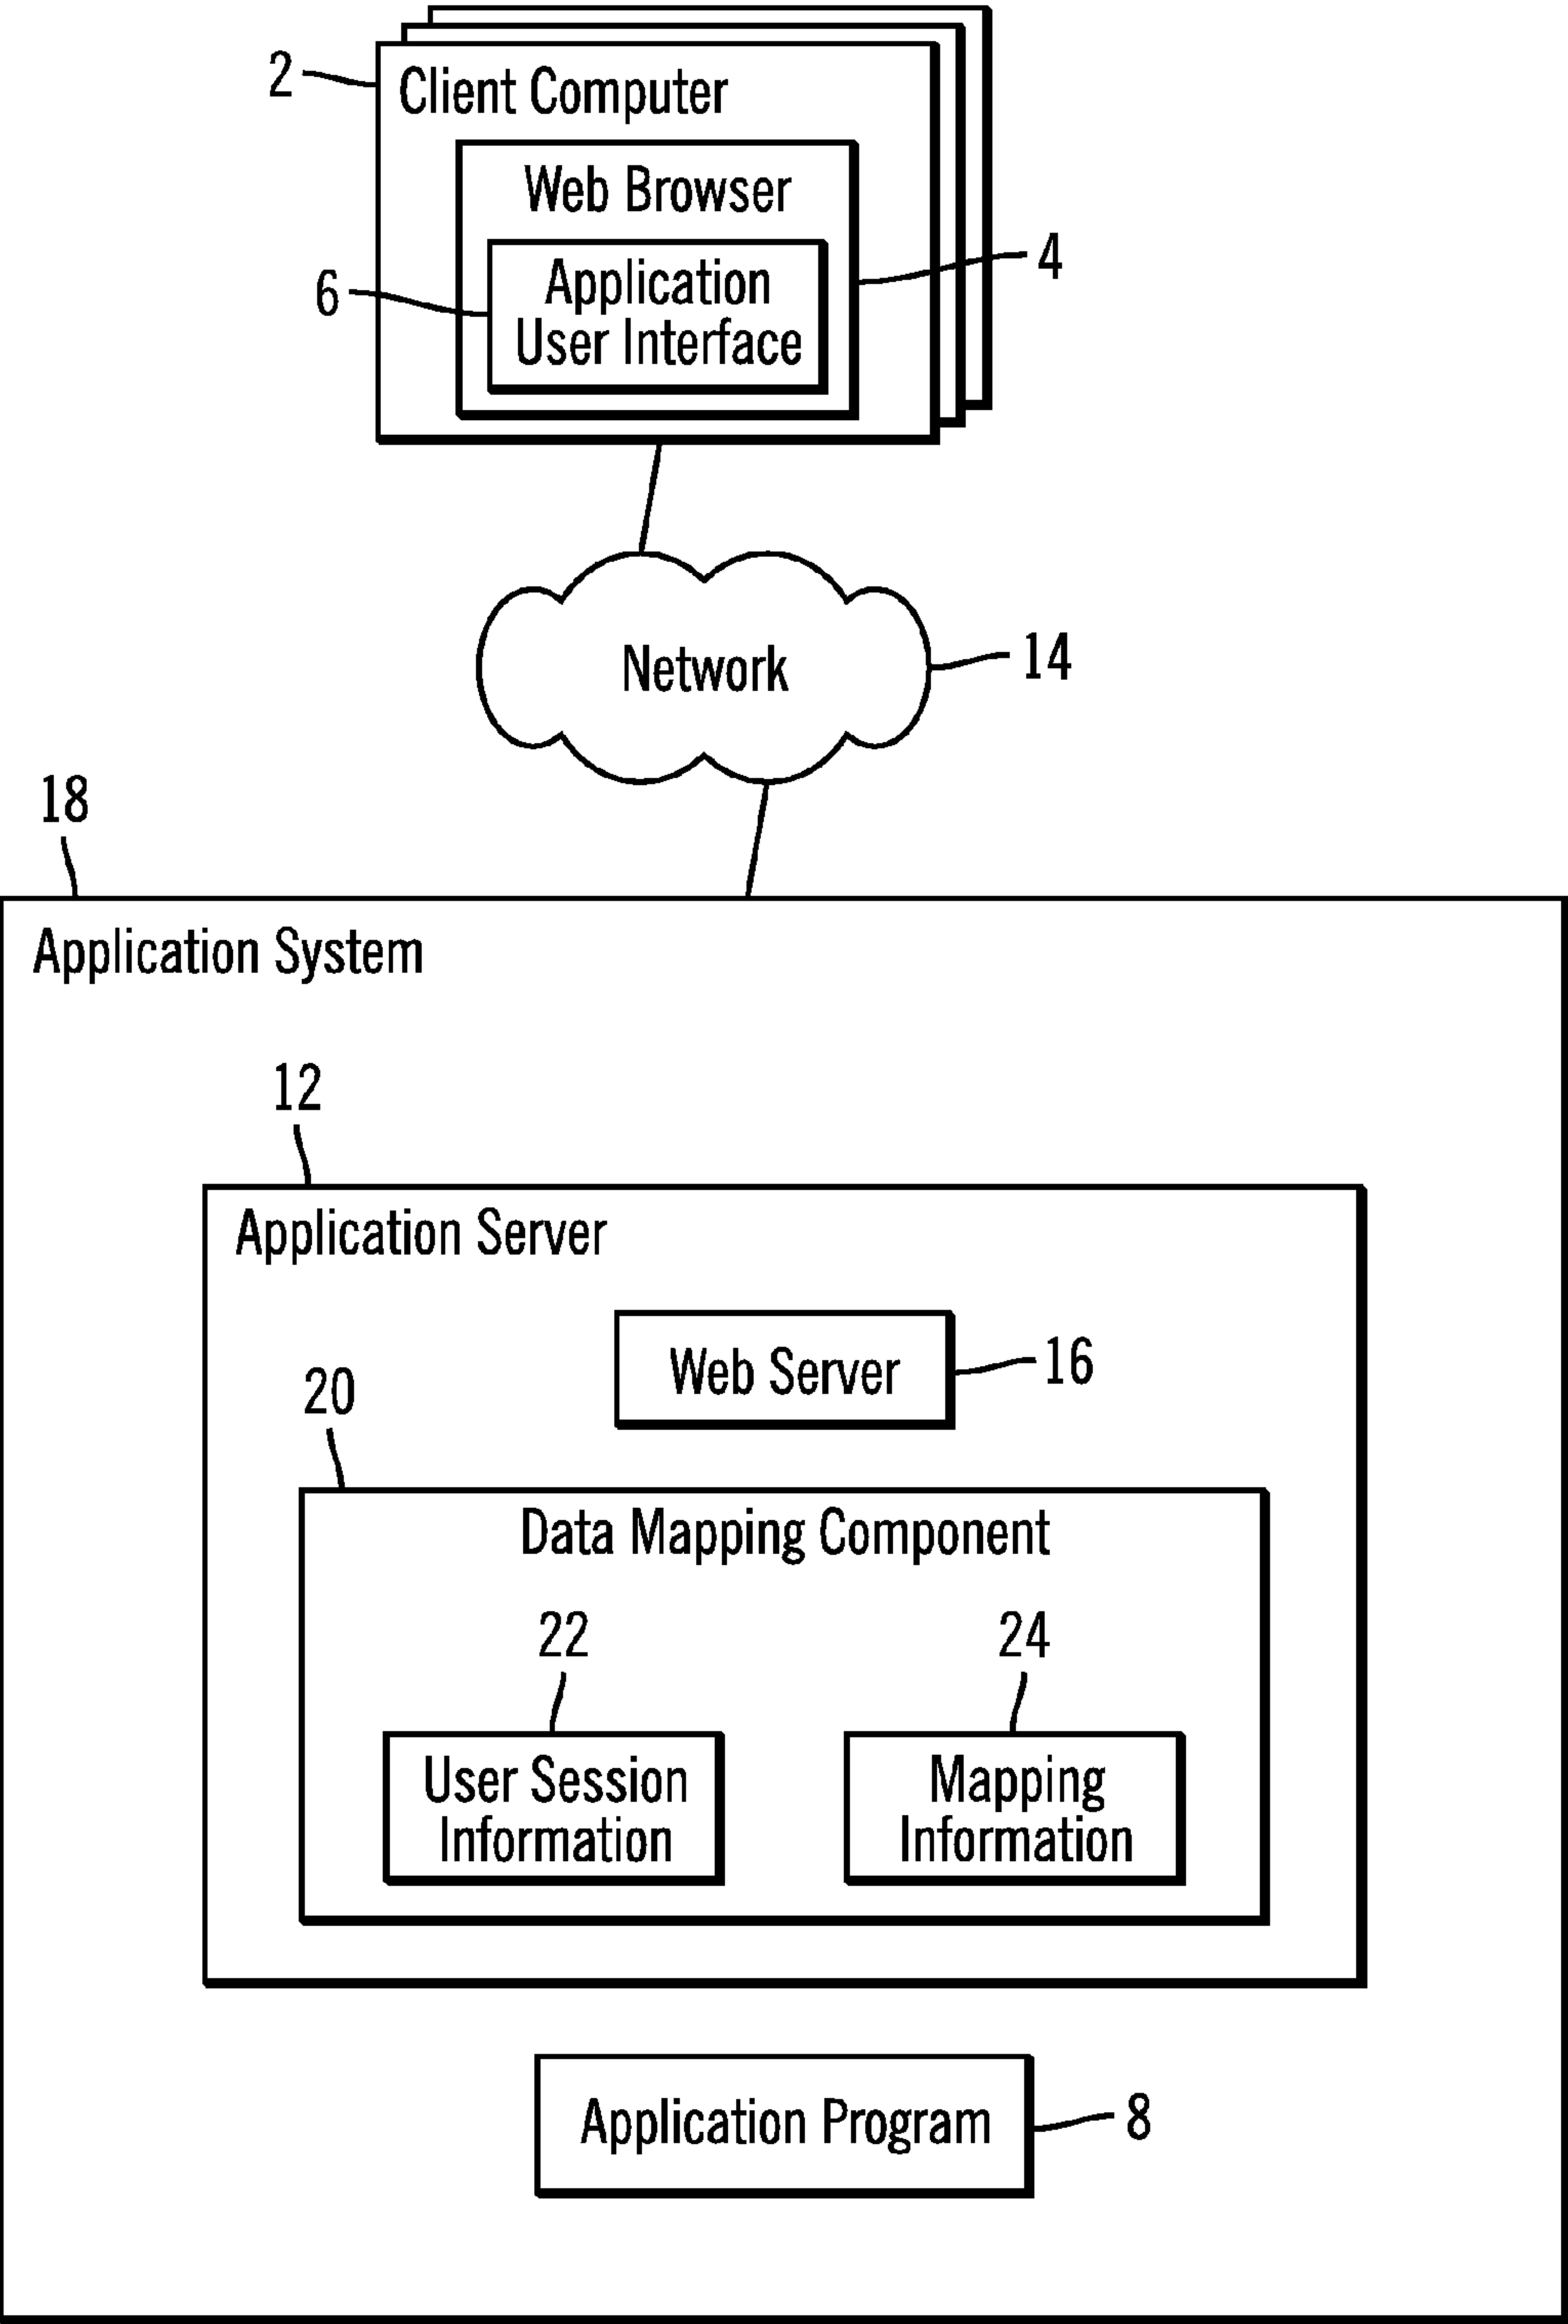 2
Client Computer
Web Browser
4
6
Application
User Interface
Network
14
18
Application System
12
Application Server
Web Server
16
20
Data Mapping Component
22
24
User Session
Information
Mapping
Information
Application Program
8